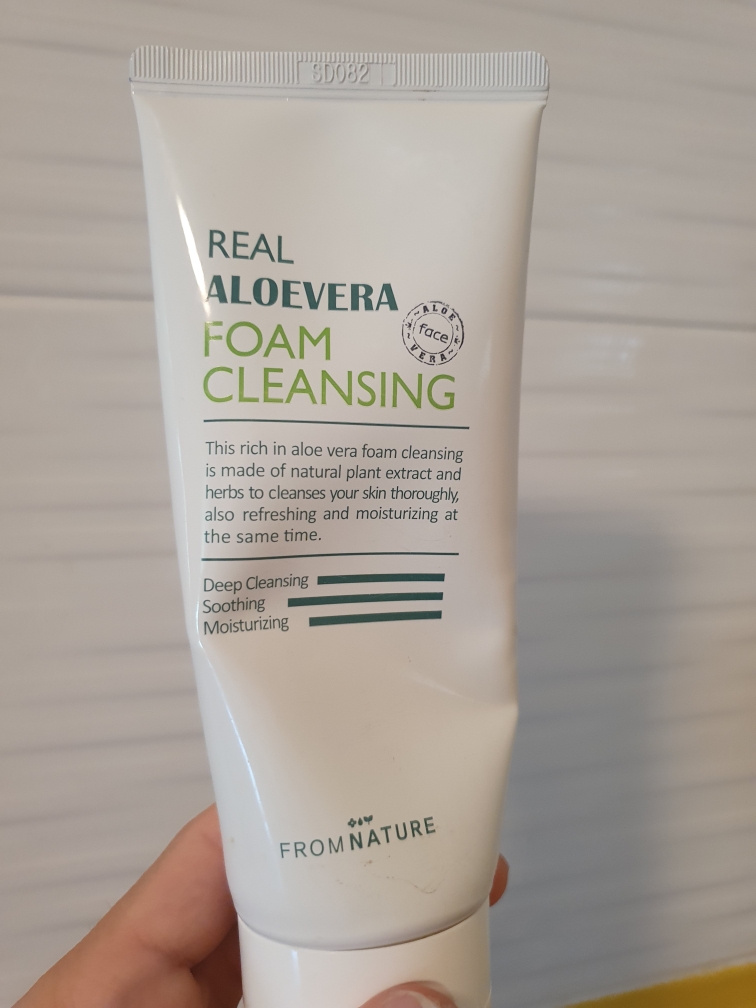 SD082
REAL
ALOEVERA
FOAM
CLEANSING
~ALOE~
face
~VERA~
This rich in aloe vera foam cleansing
is made of natural plant extract and
herbs to cleanses your skin thoroughly,
also refreshing and moisturizing at
the same time.
Deep Cleansing
Soothing
Moisturizing
FROMNATURE